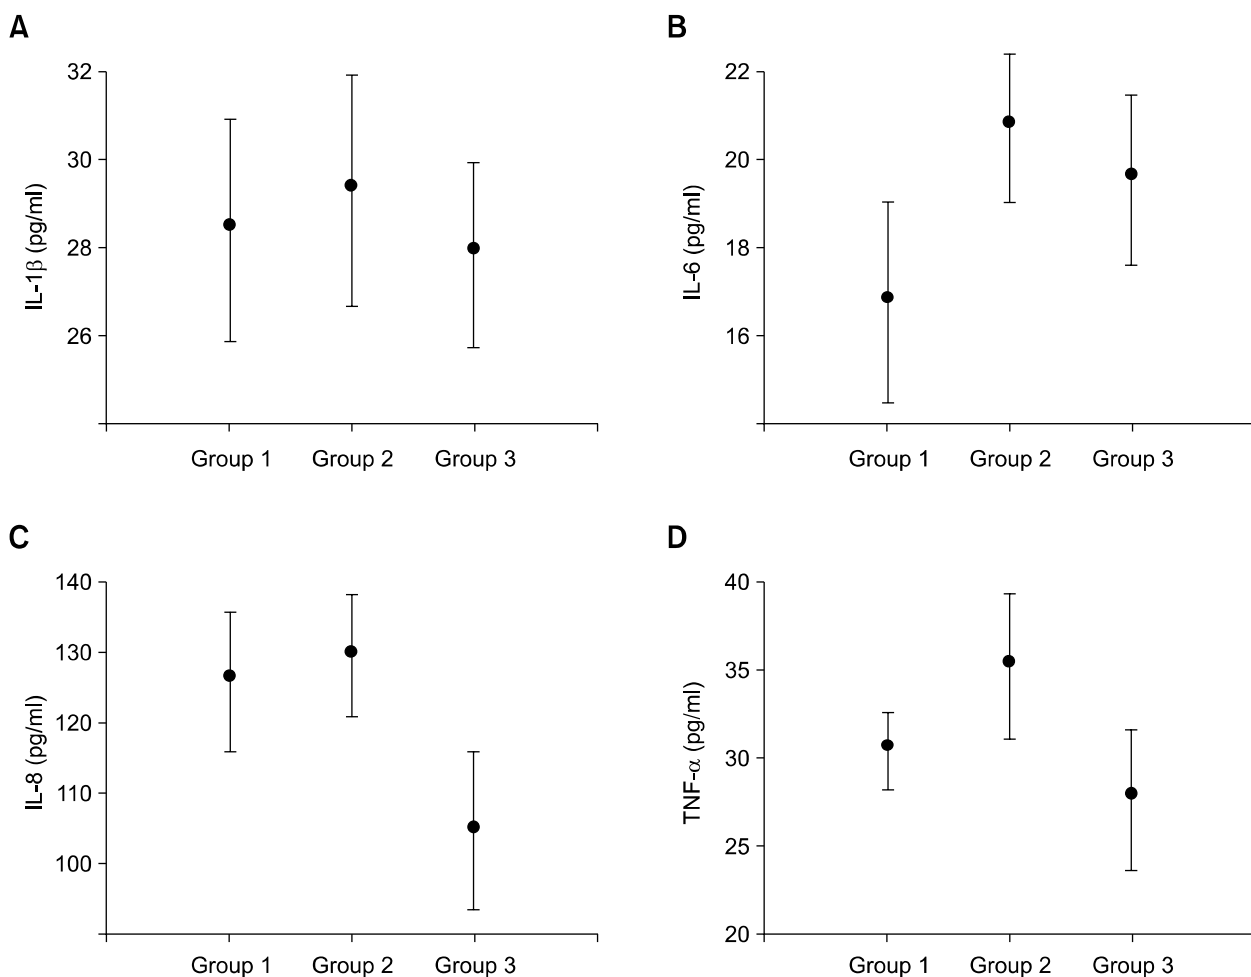 A
32
30
28
26
IL-1β (pg/ml)
Group 1 Group 2 Group 3
B
22
20
18
16
IL-6 (pg/ml)
Group 1 Group 2 Group 3
C
140
130
120
110
100
IL-8 (pg/ml)
Group 1 Group 2 Group 3
D
40
35
30
25
20
TNF-α (pg/ml)
Group 1 Group 2 Group 3